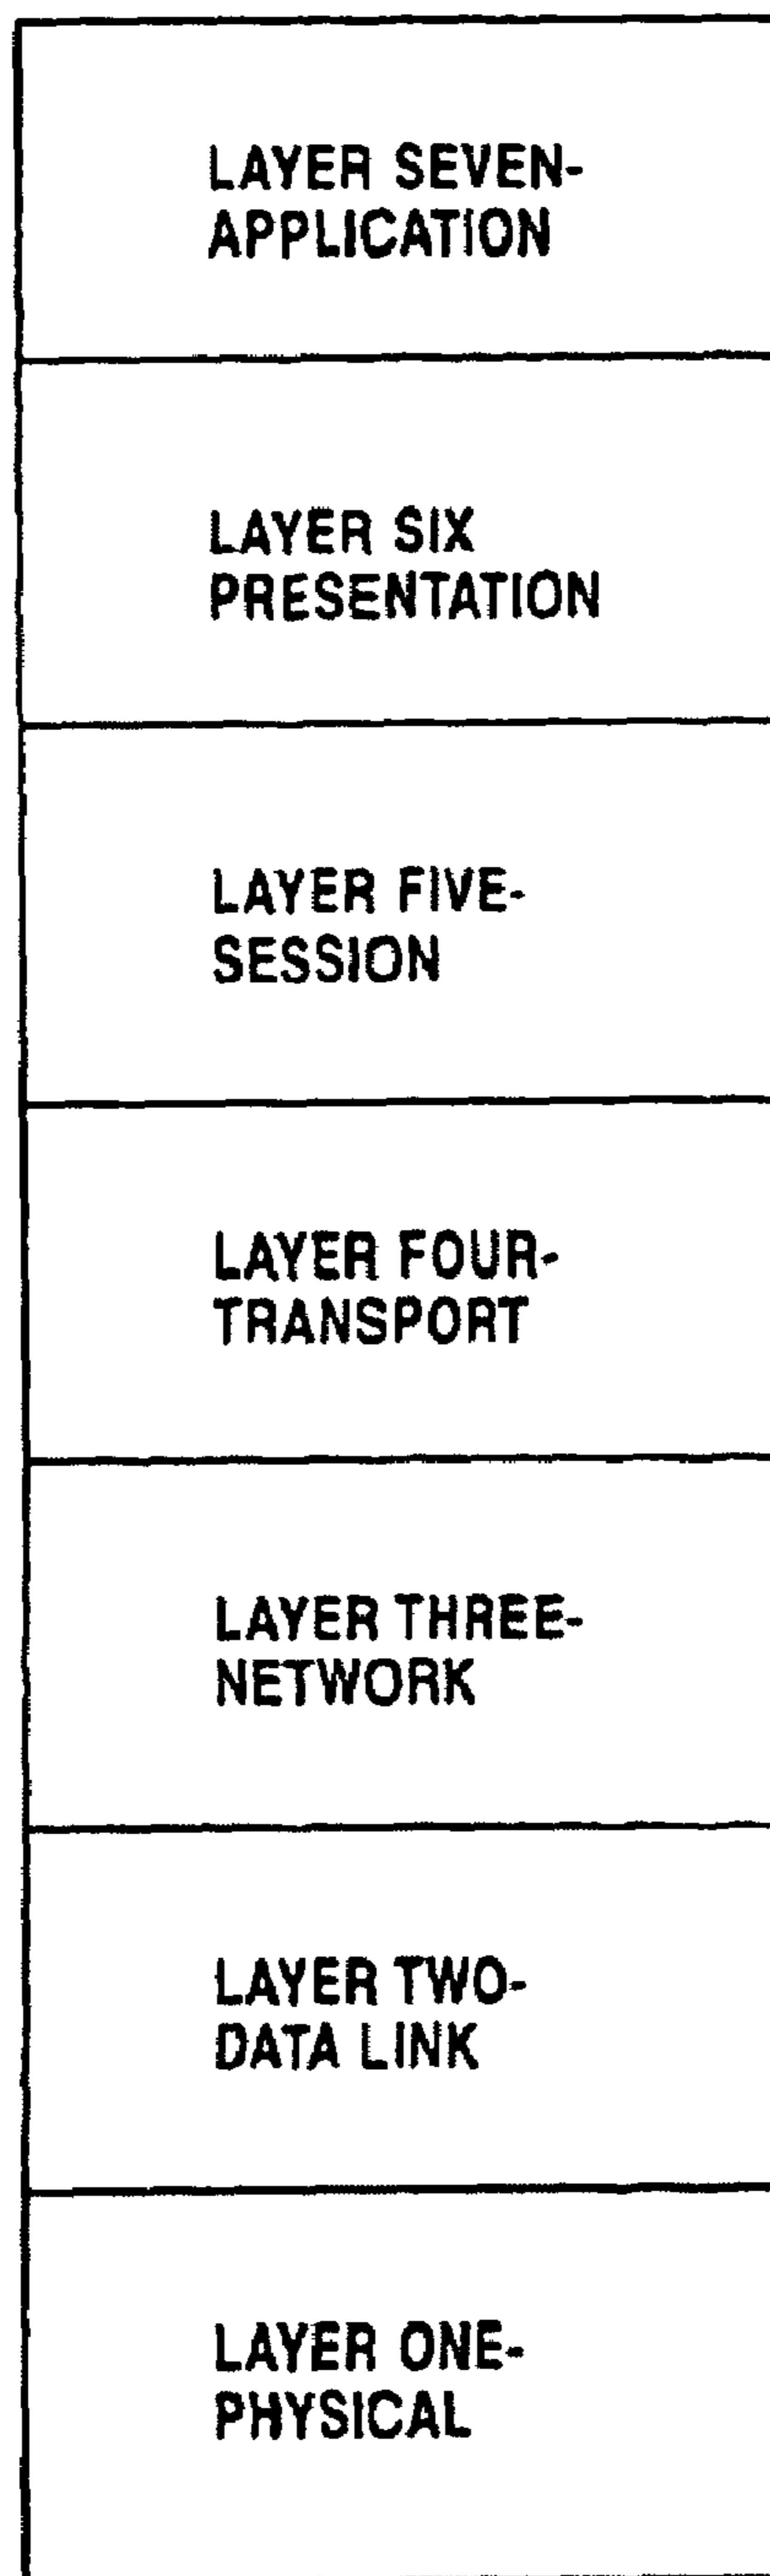 LAYER SEVEN-
APPLICATION
LAYER SIX
PRESENTATION
LAYER FIVE-
SESSION
LAYER FOUR-
TRANSPORT
LAYER THREE-
NETWORK
LAYER TWO-
DATA LINK
LAYER ONE-
PHYSICAL